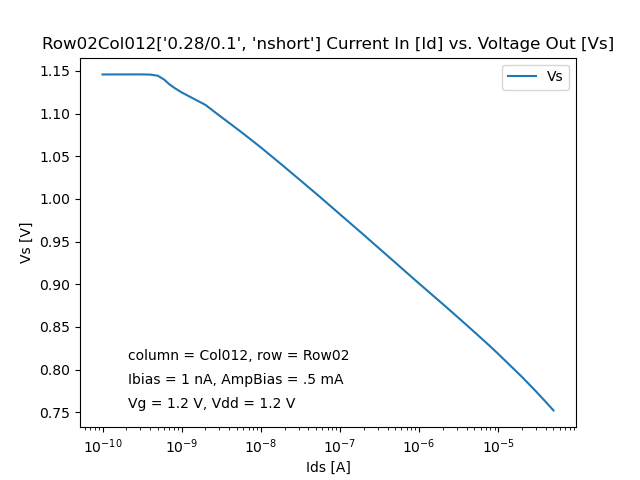 Row02Col012['0.28/0.1', 'nshort'] Current In [Id] vs. Voltage Out [Vs]
1.15
1.10
1.05
1.00
0.95
0.90
0.85
0.80
0.75
Vs [V]
Vs
column = Col012, row = Row02
Ibias = 1 nA, AmpBias = .5 mA
Vg = 1.2 V, Vdd = 1.2 V
10⁻¹⁰ 10⁻⁹ 10⁻⁸ 10⁻⁷ 10⁻⁶ 10⁻⁵
Ids [A]